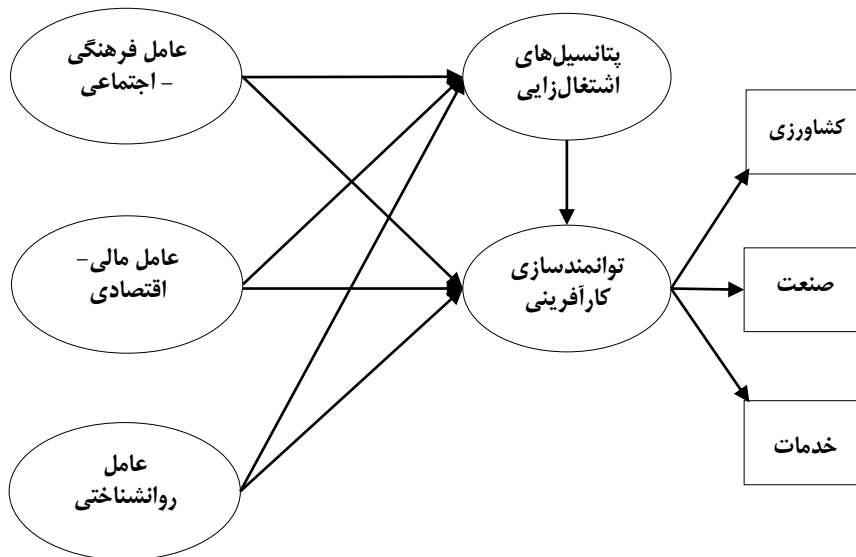 عامل فرهنگی
– اجتماعی
پتانسیل‌های
اشتغال‌زایی
کشاورزی
عامل مالی–
اقتصادی
توانمندسازی
کارآفرینی
صنعت
عامل
روانشناختی
خدمات